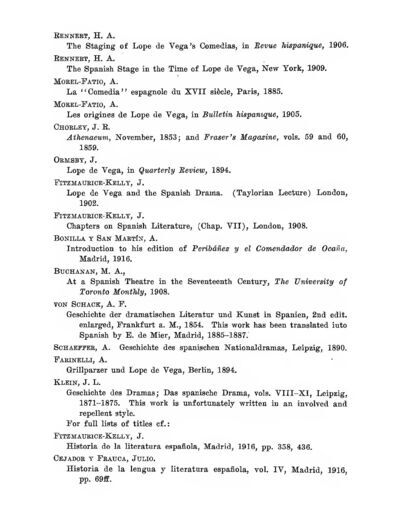 RENNERT, H. A.
The Staging of Lope de Vega's Comedias, in Revue hispanique, 1906.
RENNERT, H. A.
The Spanish Stage in the Time of Lope de Vega, New York, 1909.
MOREL-FATIO, A.
La "Comedia" espagnole du XVII siècle, Paris, 1885.
MOREL-FATIO, A.
Les origines de Lope de Vega, in Bulletin hispanique, 1905.
CHORLEY, J. R.
Athenaeum, November, 1853; and Fraser's Magazine, vols. 59 and 60,
1859.
ORMSBY, J.
Lope de Vega, in Quarterly Review, 1894.
FITZMAURICE-KELLY, J.
Lope de Vega and the Spanish Drama. (Taylorian Lecture) London,
1902.
FITZMAURICE-KELLY, J.
Chapters on Spanish Literature, (Chap. VII), London, 1908.
BONILLA Y SAN MARTÍN, A.
Introduction to his edition of Peribáñez y el Comendador de Ocaña,
Madrid, 1916.
BUCHANAN, M. A.,
At a Spanish Theatre in the Seventeenth Century, The University of
Toronto Monthly, 1908.
VON SCHACK, A. F.
Geschichte der dramatischen Literatur und Kunst in Spanien, 2nd edit.
enlarged, Frankfurt a. M., 1854. This work has been translated into
Spanish by E. de Mier, Madrid, 1885–1887.
SCHAEFFER, A. Geschichte des spanischen Nationaldramas, Leipzig, 1890.
FARINELLI, A.
Grillparzer und Lope de Vega, Berlin, 1894.
KLEIN, J. L.
Geschichte des Dramas; Das spanische Drama, vols. VIII–XI, Leipzig,
1871–1875. This work is unfortunately written in an involved and
repellent style.
For full lists of titles cf.:
FITZMAURICE-KELLY, J.
Historia de la literatura española, Madrid, 1916, pp. 358, 436.
CEJADOR Y FRAUCA, JULIO.
Historia de la lengua y literatura española, vol. IV, Madrid, 1916,
pp. 69ff.